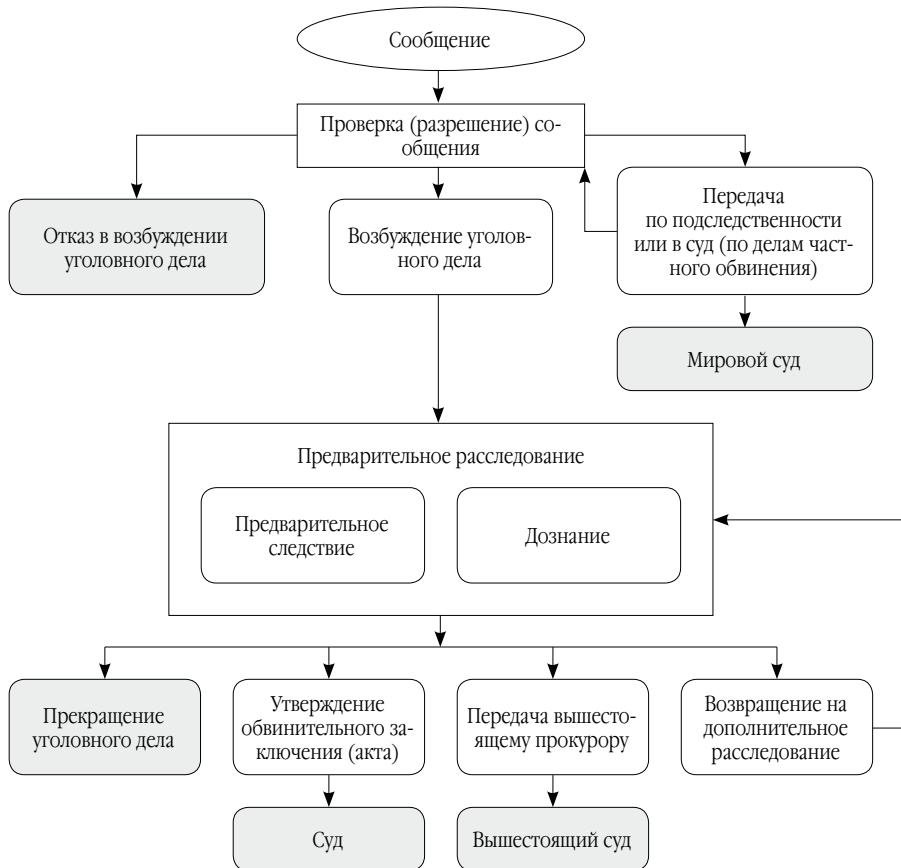 Сообщение
Проверка (разрешение) со-
общения
Отказ в возбуждении
уголовного дела
Возбуждение уголов-
ного дела
Передача
по подследственности
или в суд (по делам част-
ного обвинения)
Мировой суд
Предварительное расследование
Предварительное
следствие
Дознание
Прекращение
уголовного дела
Утверждение
обвинительного за-
ключения (акта)
Передача вышесто-
ящему прокурору
Возвращение на
дополнительное
расследование
Суд
Вышестоящий суд